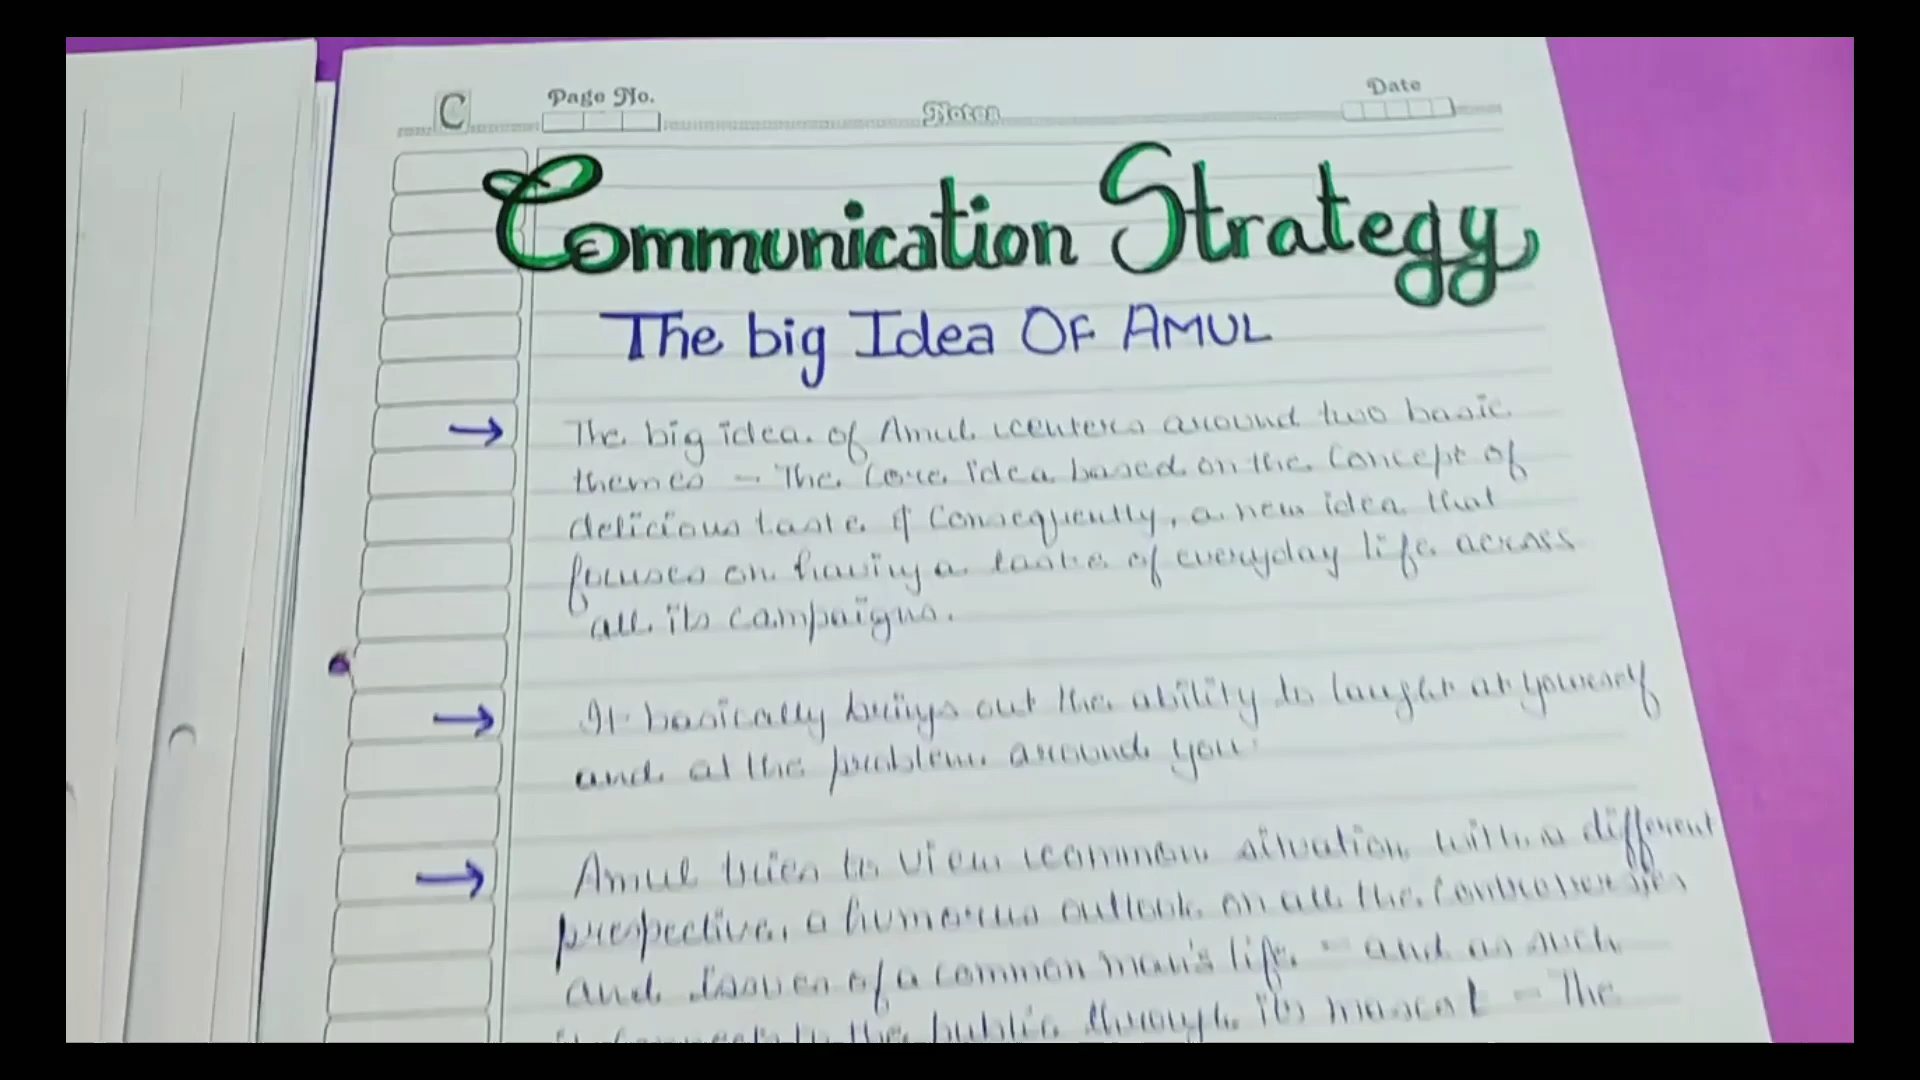 C
Page No.
Notes
Date
Communication Strategy
The big Idea OF AMUL
→ The big idea of Amul centers around two basic
themes - The Core idea based on the Concept of
delicious taste & Consequently, a new idea that
focuses on having a taste of everyday life across
all its campaigns.
→ It basically brings out the ability to laught at yourself
and at the problem around you.
→ Amul tries to view common situation with a different
prespective, a humorous outlook on all the controversies
and issues of a common man's life - and as such
it connects to the public through its mascot - The